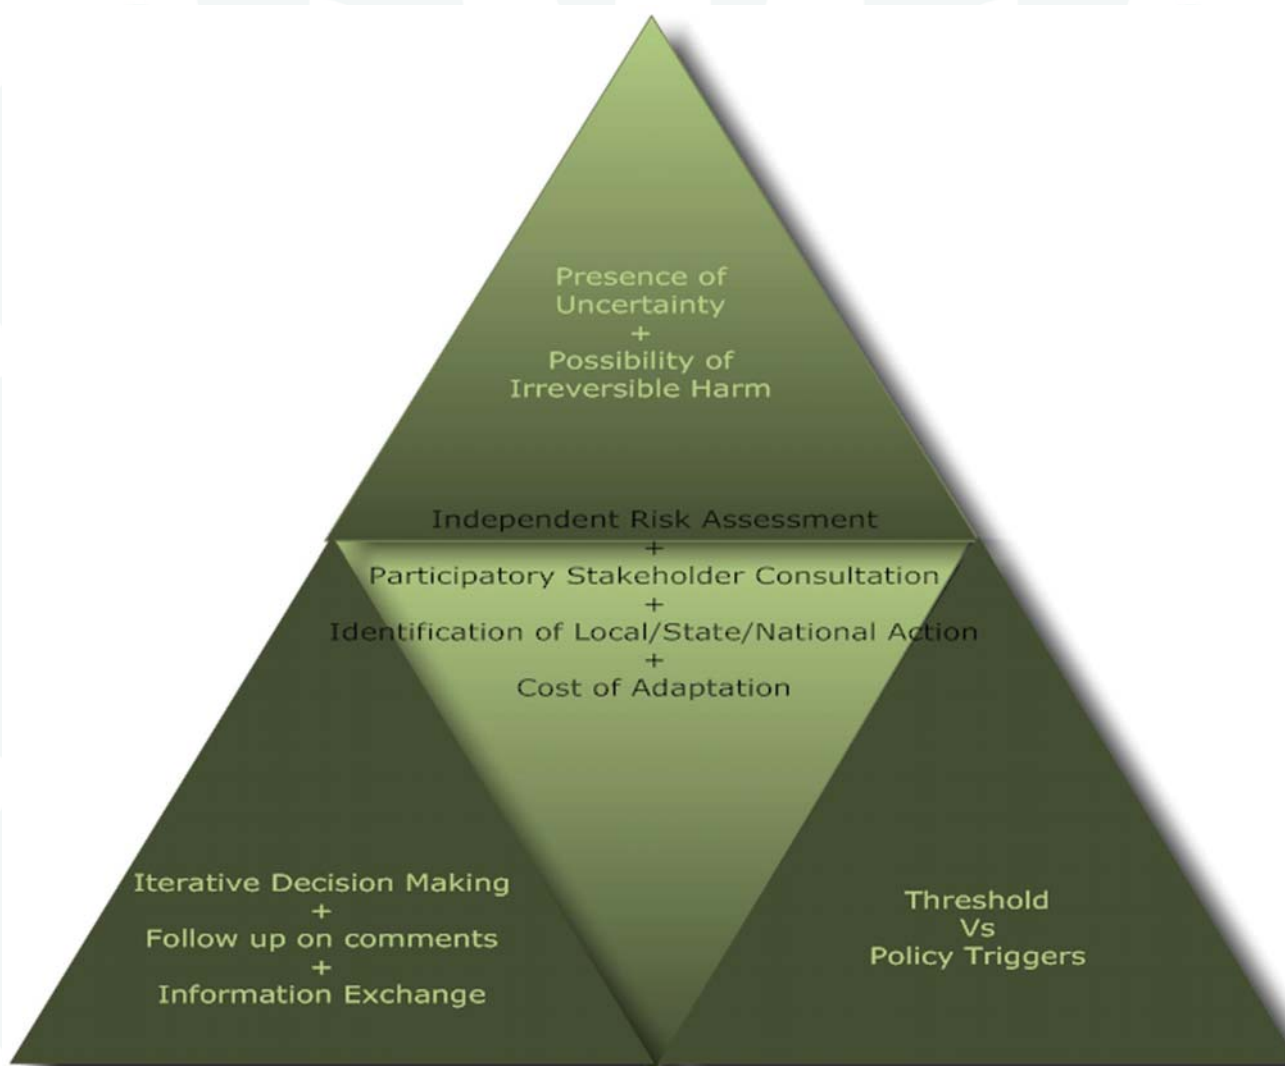 Presence of
Uncertainty
+
Possibility of
Irreversible Harm
Independent Risk Assessment
+
Participatory Stakeholder Consultation
+
Identification of Local/State/National Action
+
Cost of Adaptation
Iterative Decision Making
+
Follow up on comments
+
Information Exchange
Threshold
Vs
Policy Triggers